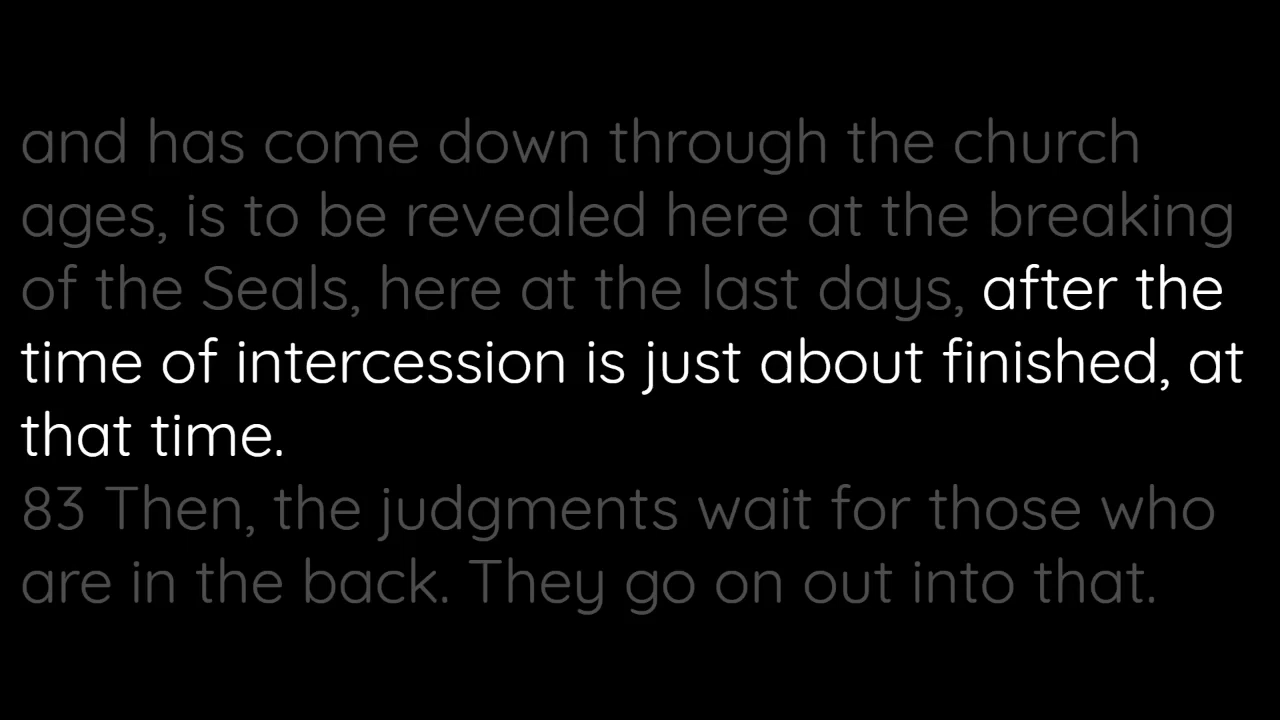 and has come down through the church
ages, is to be revealed here at the breaking
of the Seals, here at the last days, after the
time of intercession is just about finished, at
that time.
83 Then, the judgments wait for those who
are in the back. They go on out into that.